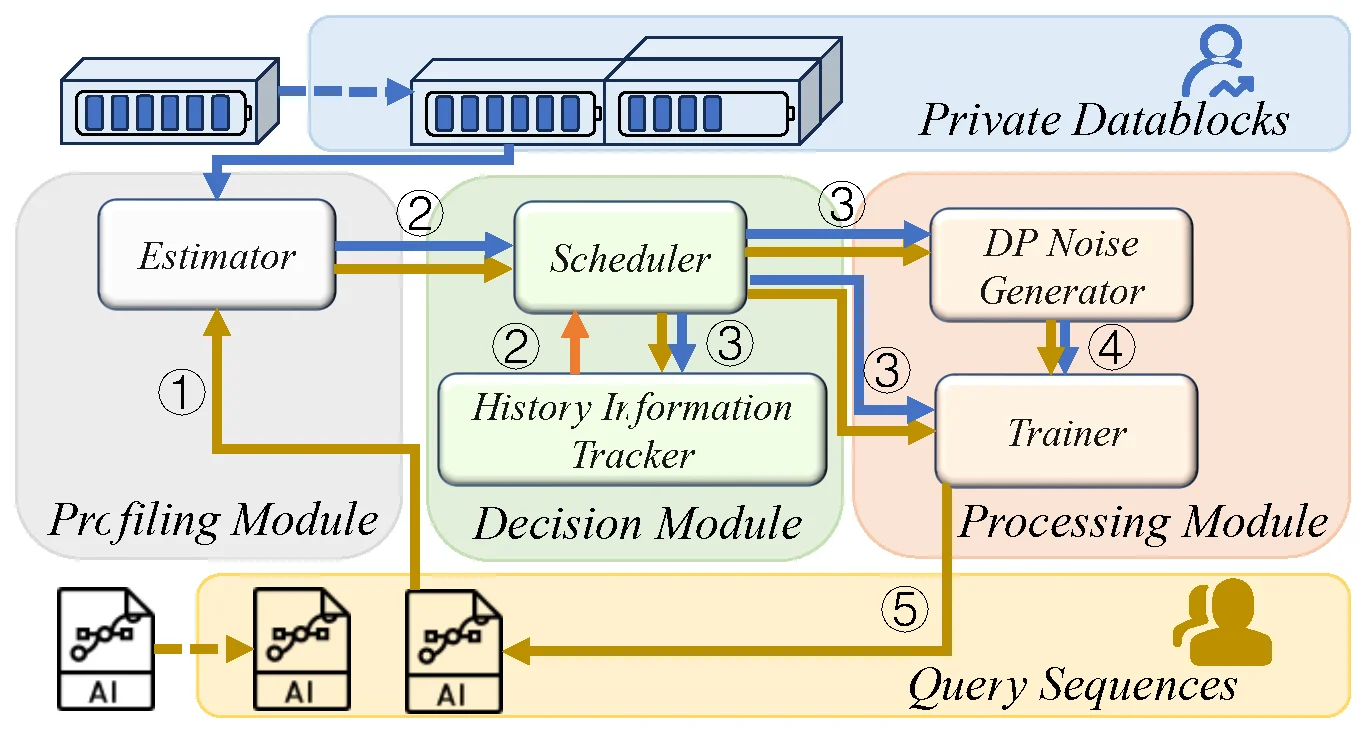 Private Datablocks
②
③
Estimator
Scheduler
DP Noise
Generator
②
③
④
①
③
History Information
Tracker
Trainer
Profiling Module
Decision Module
Processing Module
⑤
AI
AI
AI
Query Sequences